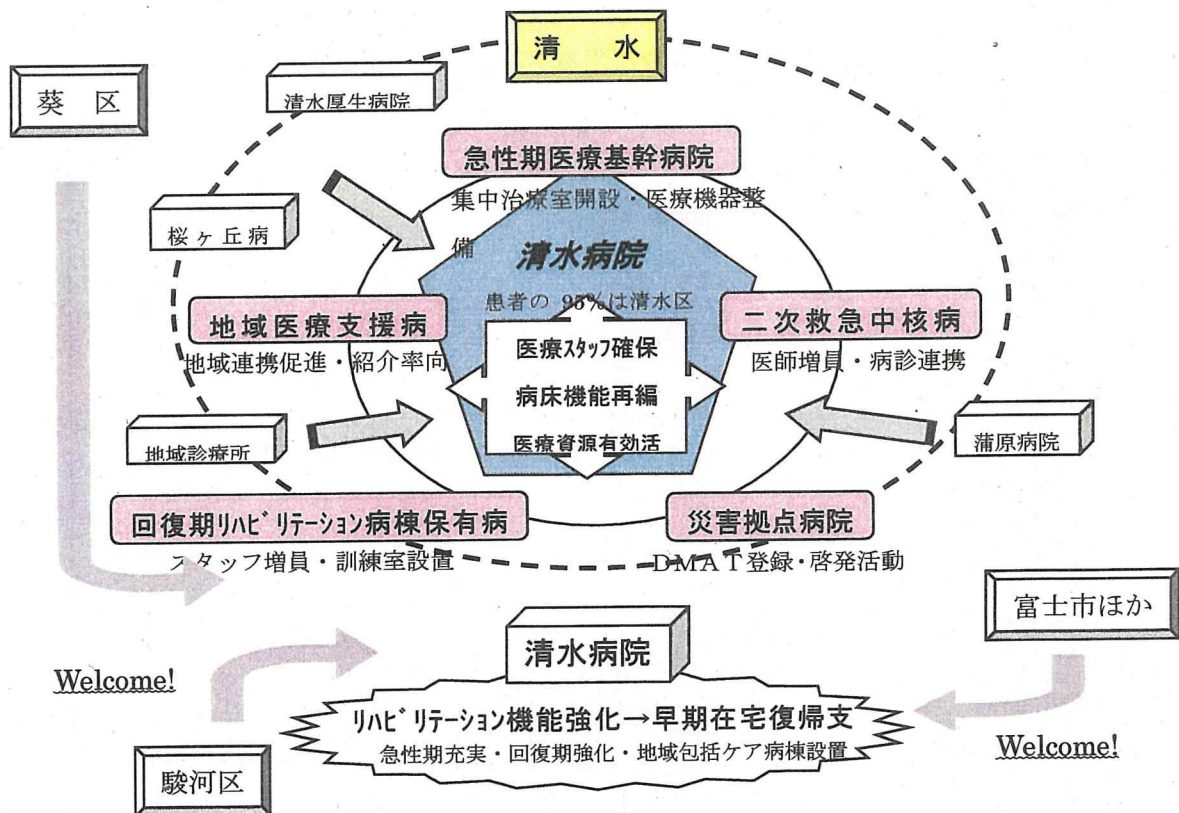 清 水
葵 区
清水厚生病院
急性期医療基幹病院
集中治療室開設・医療機器整
備
桜ヶ丘病
清水病院
患者の 95%は清水区
地域医療支援病
地域連携促進・紹介率向
二次救急中核病
医師増員・病診連携
医療スタッフ確保
病床機能再編
医療資源有効活
地域診療所
蒲原病院
回復期リハビリテーション病棟保有病
スタッフ増員・訓練室設置
災害拠点病院
DMAT登録・啓発活動
富士市ほか
清水病院
Welcome!
リハビリテーション機能強化→早期在宅復帰支
急性期充実・回復期強化・地域包括ケア病棟設置
Welcome!
駿河区